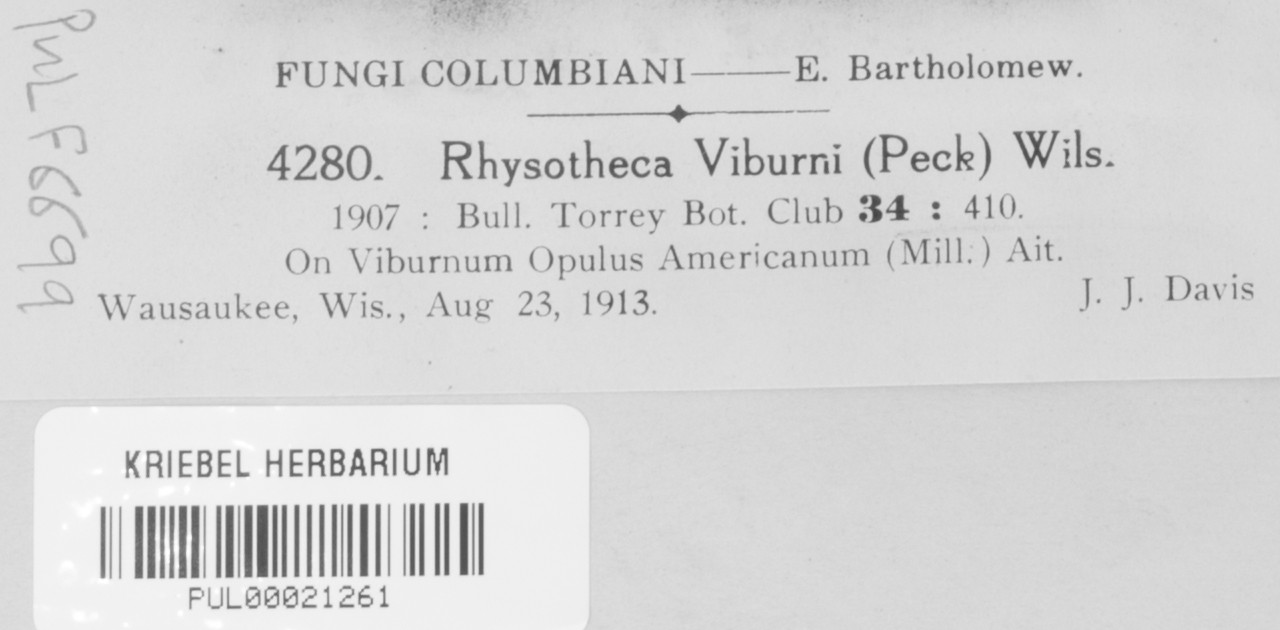 PUL F6699
FUNGI COLUMBIANI——E. Bartholomew.
4280. Rhysotheca Viburni (Peck) Wils.
1907 : Bull. Torrey Bot. Club 34 : 410.
On Viburnum Opulus Americanum (Mill.) Ait.
Wausaukee, Wis., Aug 23, 1913. J. J. Davis
KRIEBEL HERBARIUM
PUL00021261